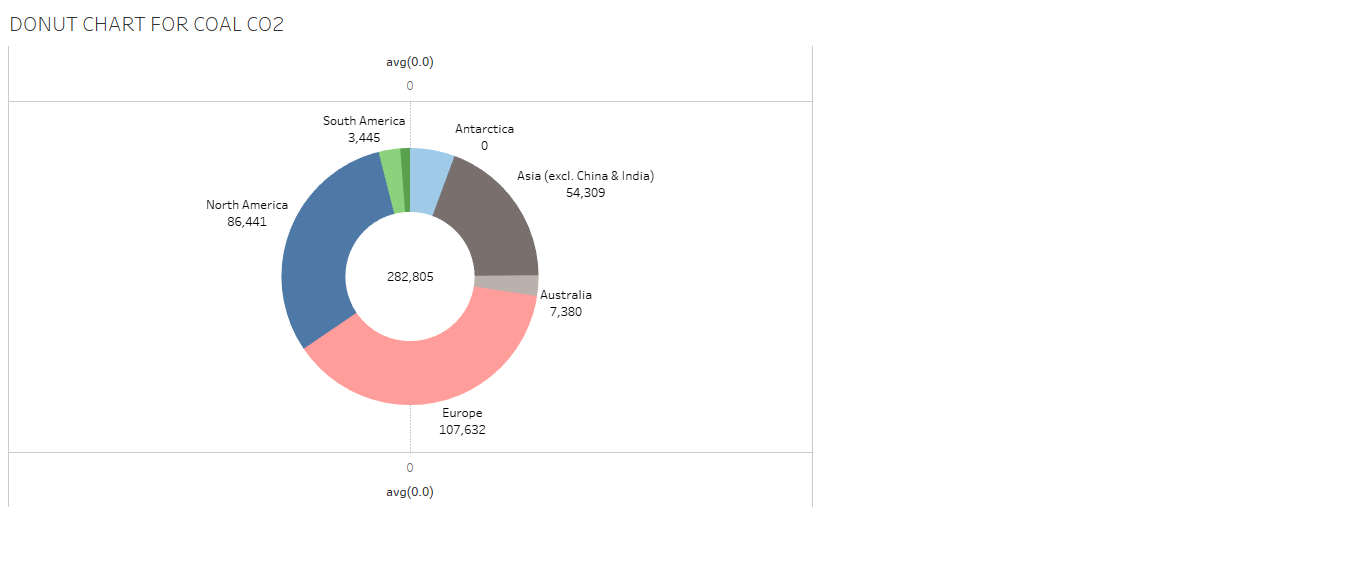 DONUT CHART FOR COAL CO2
avg(0.0)
0
South America
3,445
Antarctica
0
Asia (excl. China & India)
54,309
North America
86,441
282,805
Australia
7,380
Europe
107,632
0
avg(0.0)